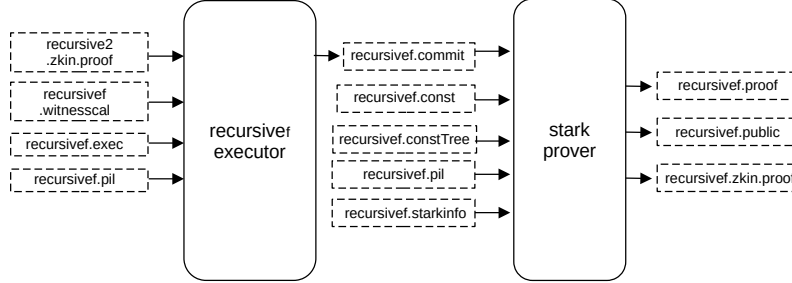 recursive2
.zkin.proof
recursivef
.witnesscal
recursivef.exec
recursivef.pil
recursivef
executor
recursivef.commit
recursivef.const
recursivef.constTree
recursivef.pil
recursivef.starkinfo
stark
prover
recursivef.proof
recursivef.public
recursivef.zkin.proof